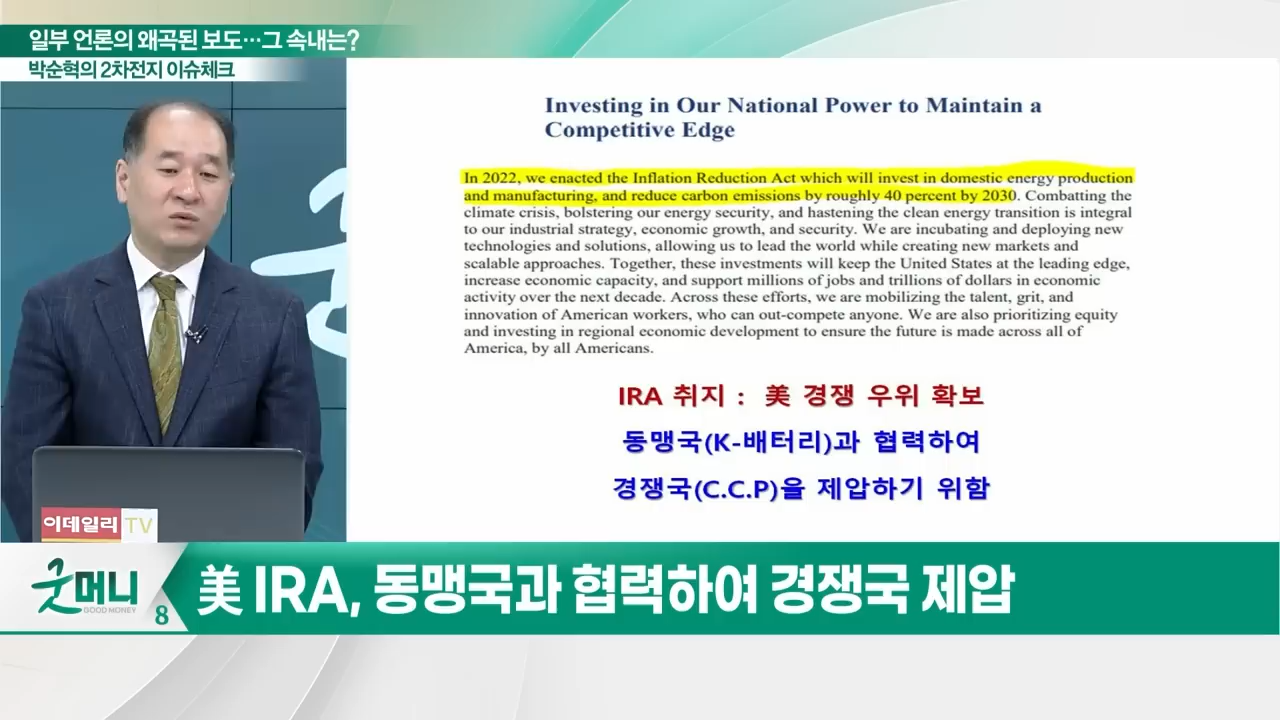 일부 언론의 왜곡된 보도…그 속내는?
박순혁의 2차전지 이슈체크
Investing in Our National Power to Maintain a
Competitive Edge
In 2022, we enacted the Inflation Reduction Act which will invest in domestic energy production
and manufacturing, and reduce carbon emissions by roughly 40 percent by 2030. Combatting the
climate crisis, bolstering our energy security, and hastening the clean energy transition is integral
to our industrial strategy, economic growth, and security. We are incubating and deploying new
technologies and solutions, allowing us to lead the world while creating new markets and
scalable approaches. Together, these investments will keep the United States at the leading edge,
increase economic capacity, and support millions of jobs and trillions of dollars in economic
activity over the next decade. Across these efforts, we are mobilizing the talent, grit, and
innovation of American workers, who can out-compete anyone. We are also prioritizing equity
and investing in regional economic development to ensure the future is made across all of
America, by all Americans.
IRA 취지 : 美 경쟁 우위 확보
동맹국(K-배터리)과 협력하여
경쟁국(C.C.P)을 제압하기 위함
이데일리 TV
굿머니
GOOD MONEY
8
美 IRA, 동맹국과 협력하여 경쟁국 제압